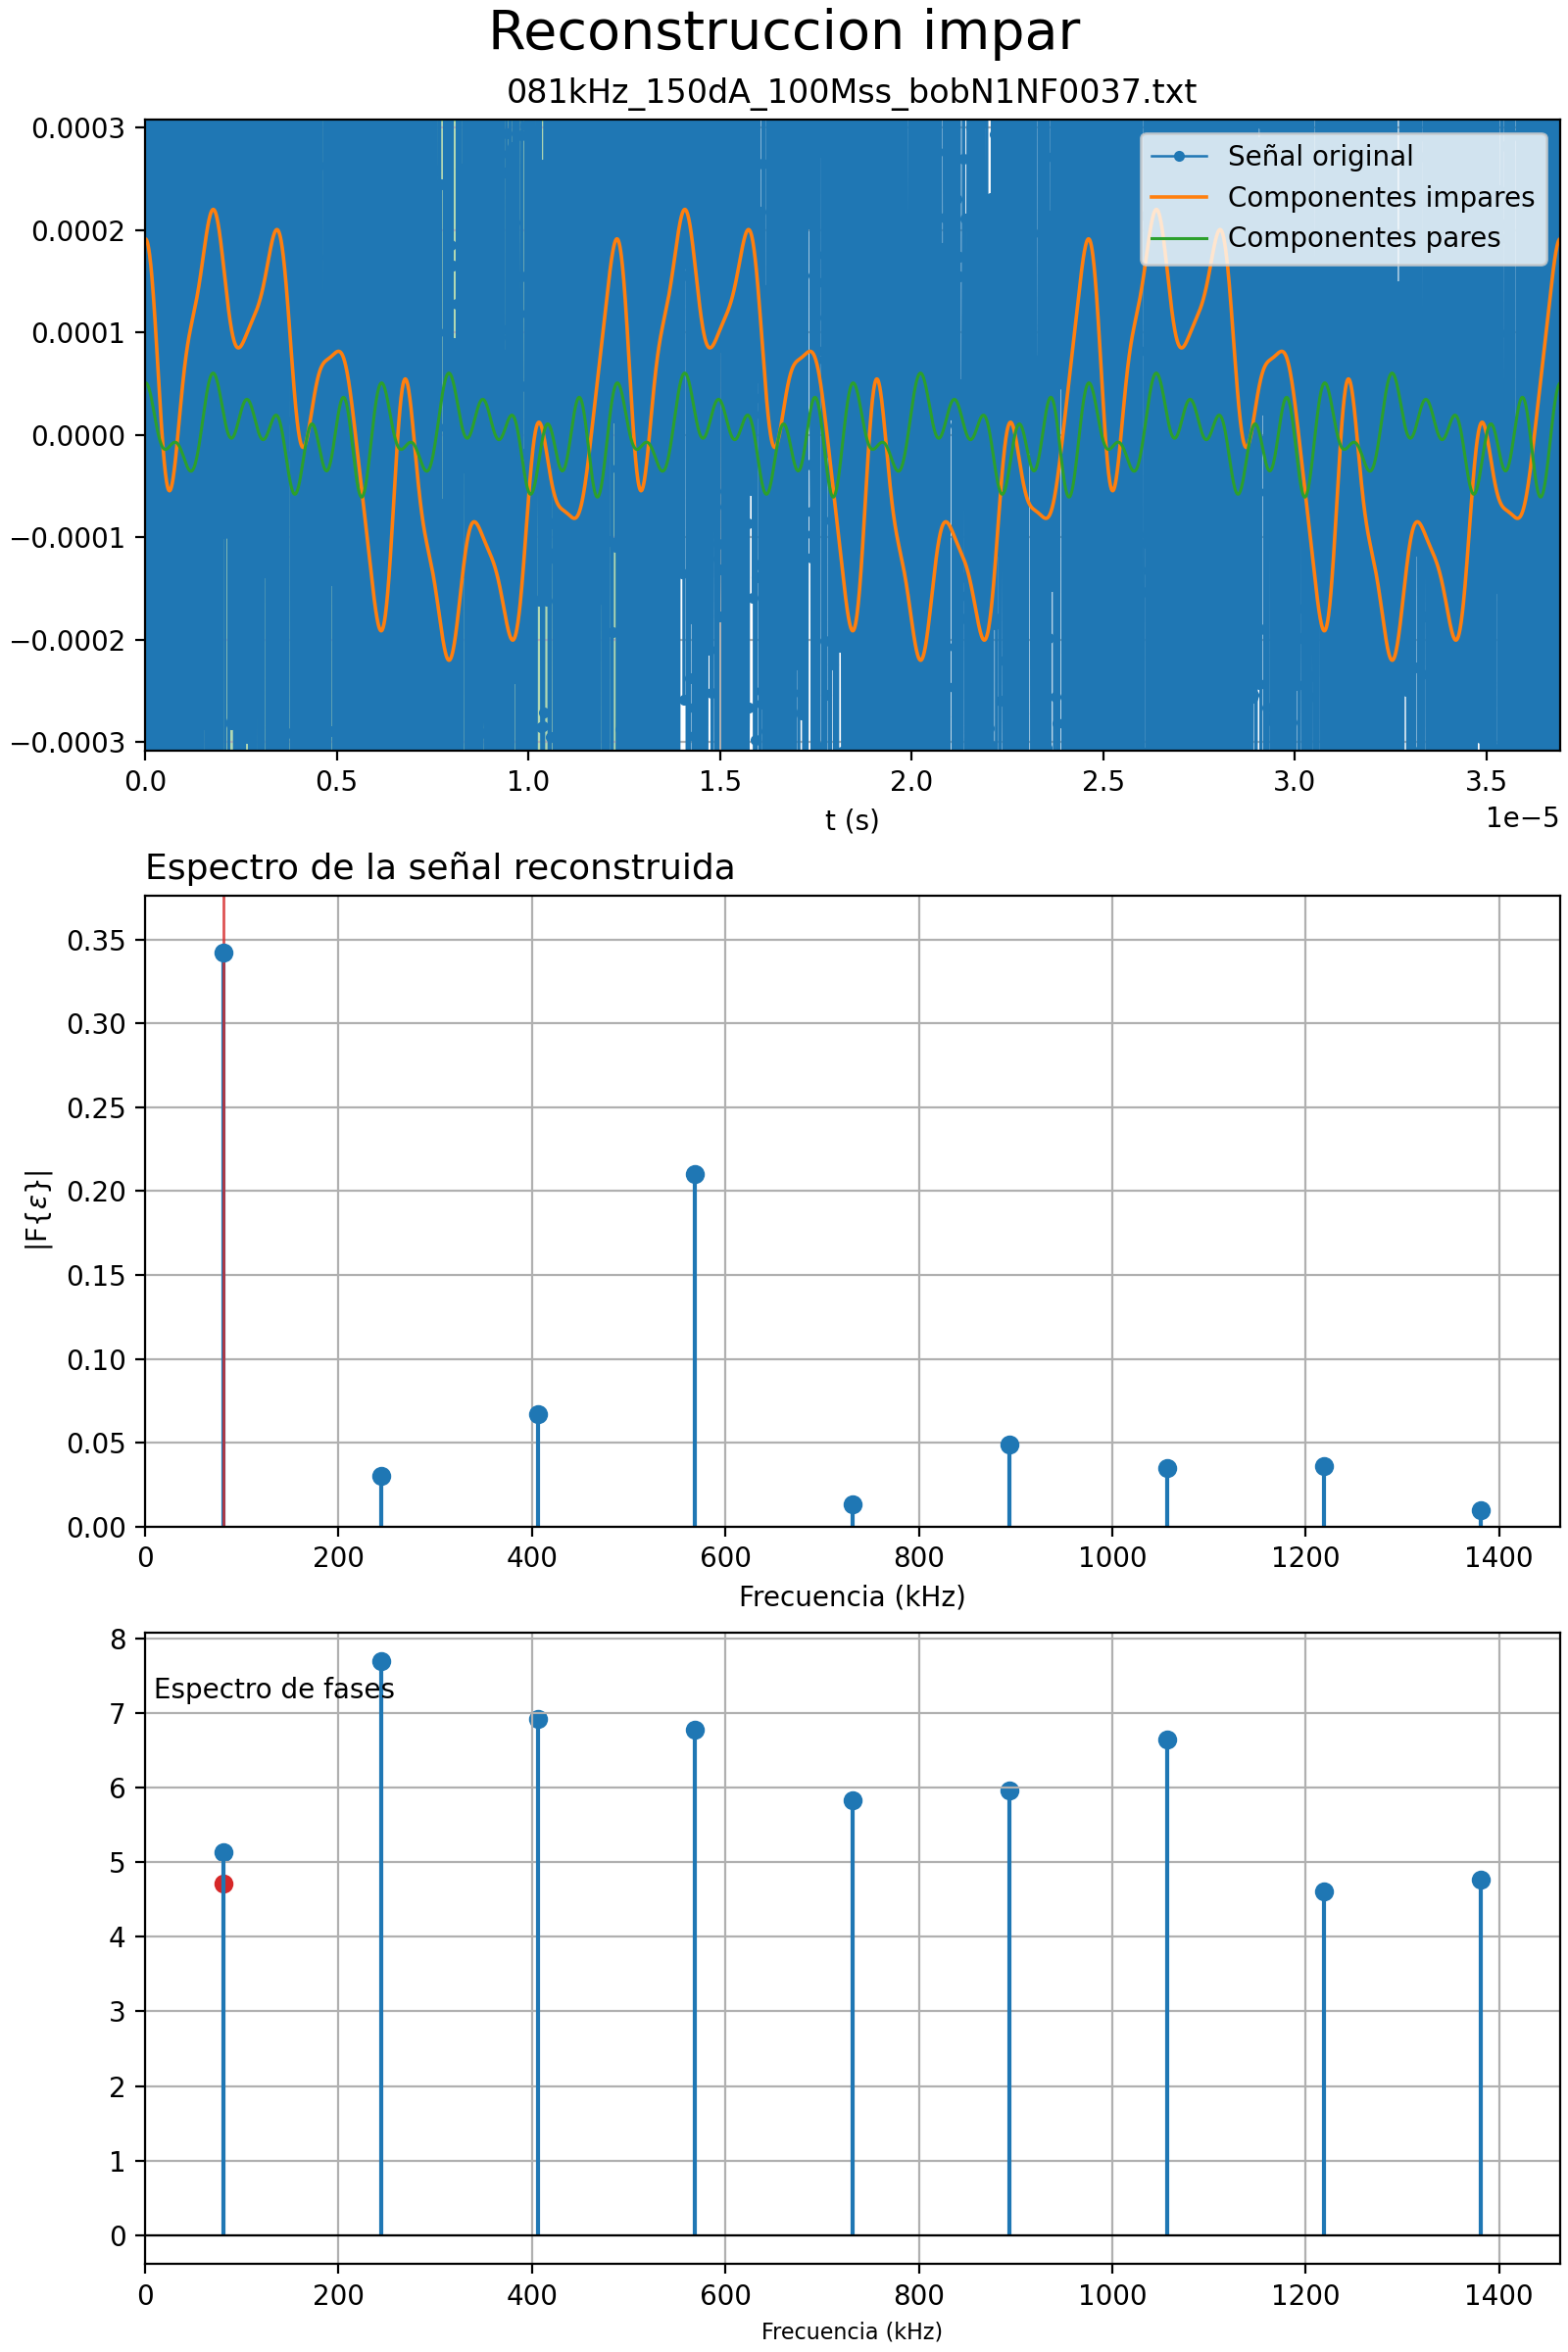 Reconstruccion impar
081kHz_150dA_100Mss_bobN1NF0037.txt
0.0003
0.0002
0.0001
0.0000
−0.0001
−0.0002
−0.0003
Señal original
Componentes impares
Componentes pares
0.0 0.5 1.0 1.5 2.0 2.5 3.0 3.5
1e−5
t (s)
Espectro de la señal reconstruida
0.35
0.30
0.25
0.20
0.15
0.10
0.05
0.00
|F{ε}|
0 200 400 600 800 1000 1200 1400
Frecuencia (kHz)
8
7
6
5
4
3
2
1
0
Espectro de fases
0 200 400 600 800 1000 1200 1400
Frecuencia (kHz)